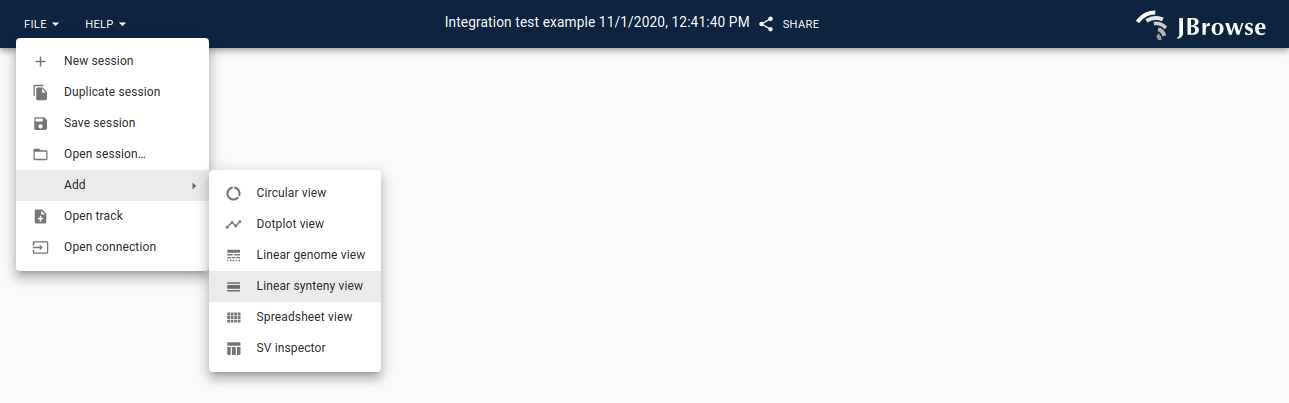 FILE HELP Integration test example 11/1/2020, 12:41:40 PM SHARE JBrowse
New session
Duplicate session
Save session
Open session...
Add
Open track
Open connection
Circular view
Dotplot view
Linear genome view
Linear synteny view
Spreadsheet view
SV inspector